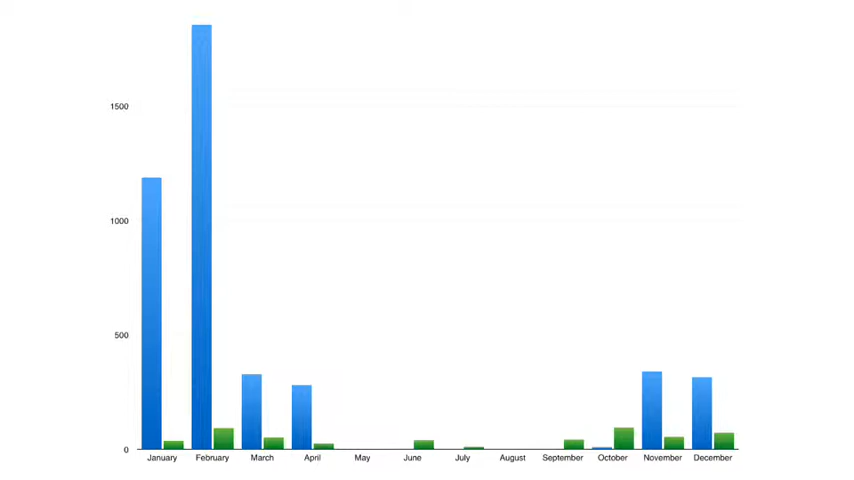 1500
1000
500
0
January February March April May June July August September October November December